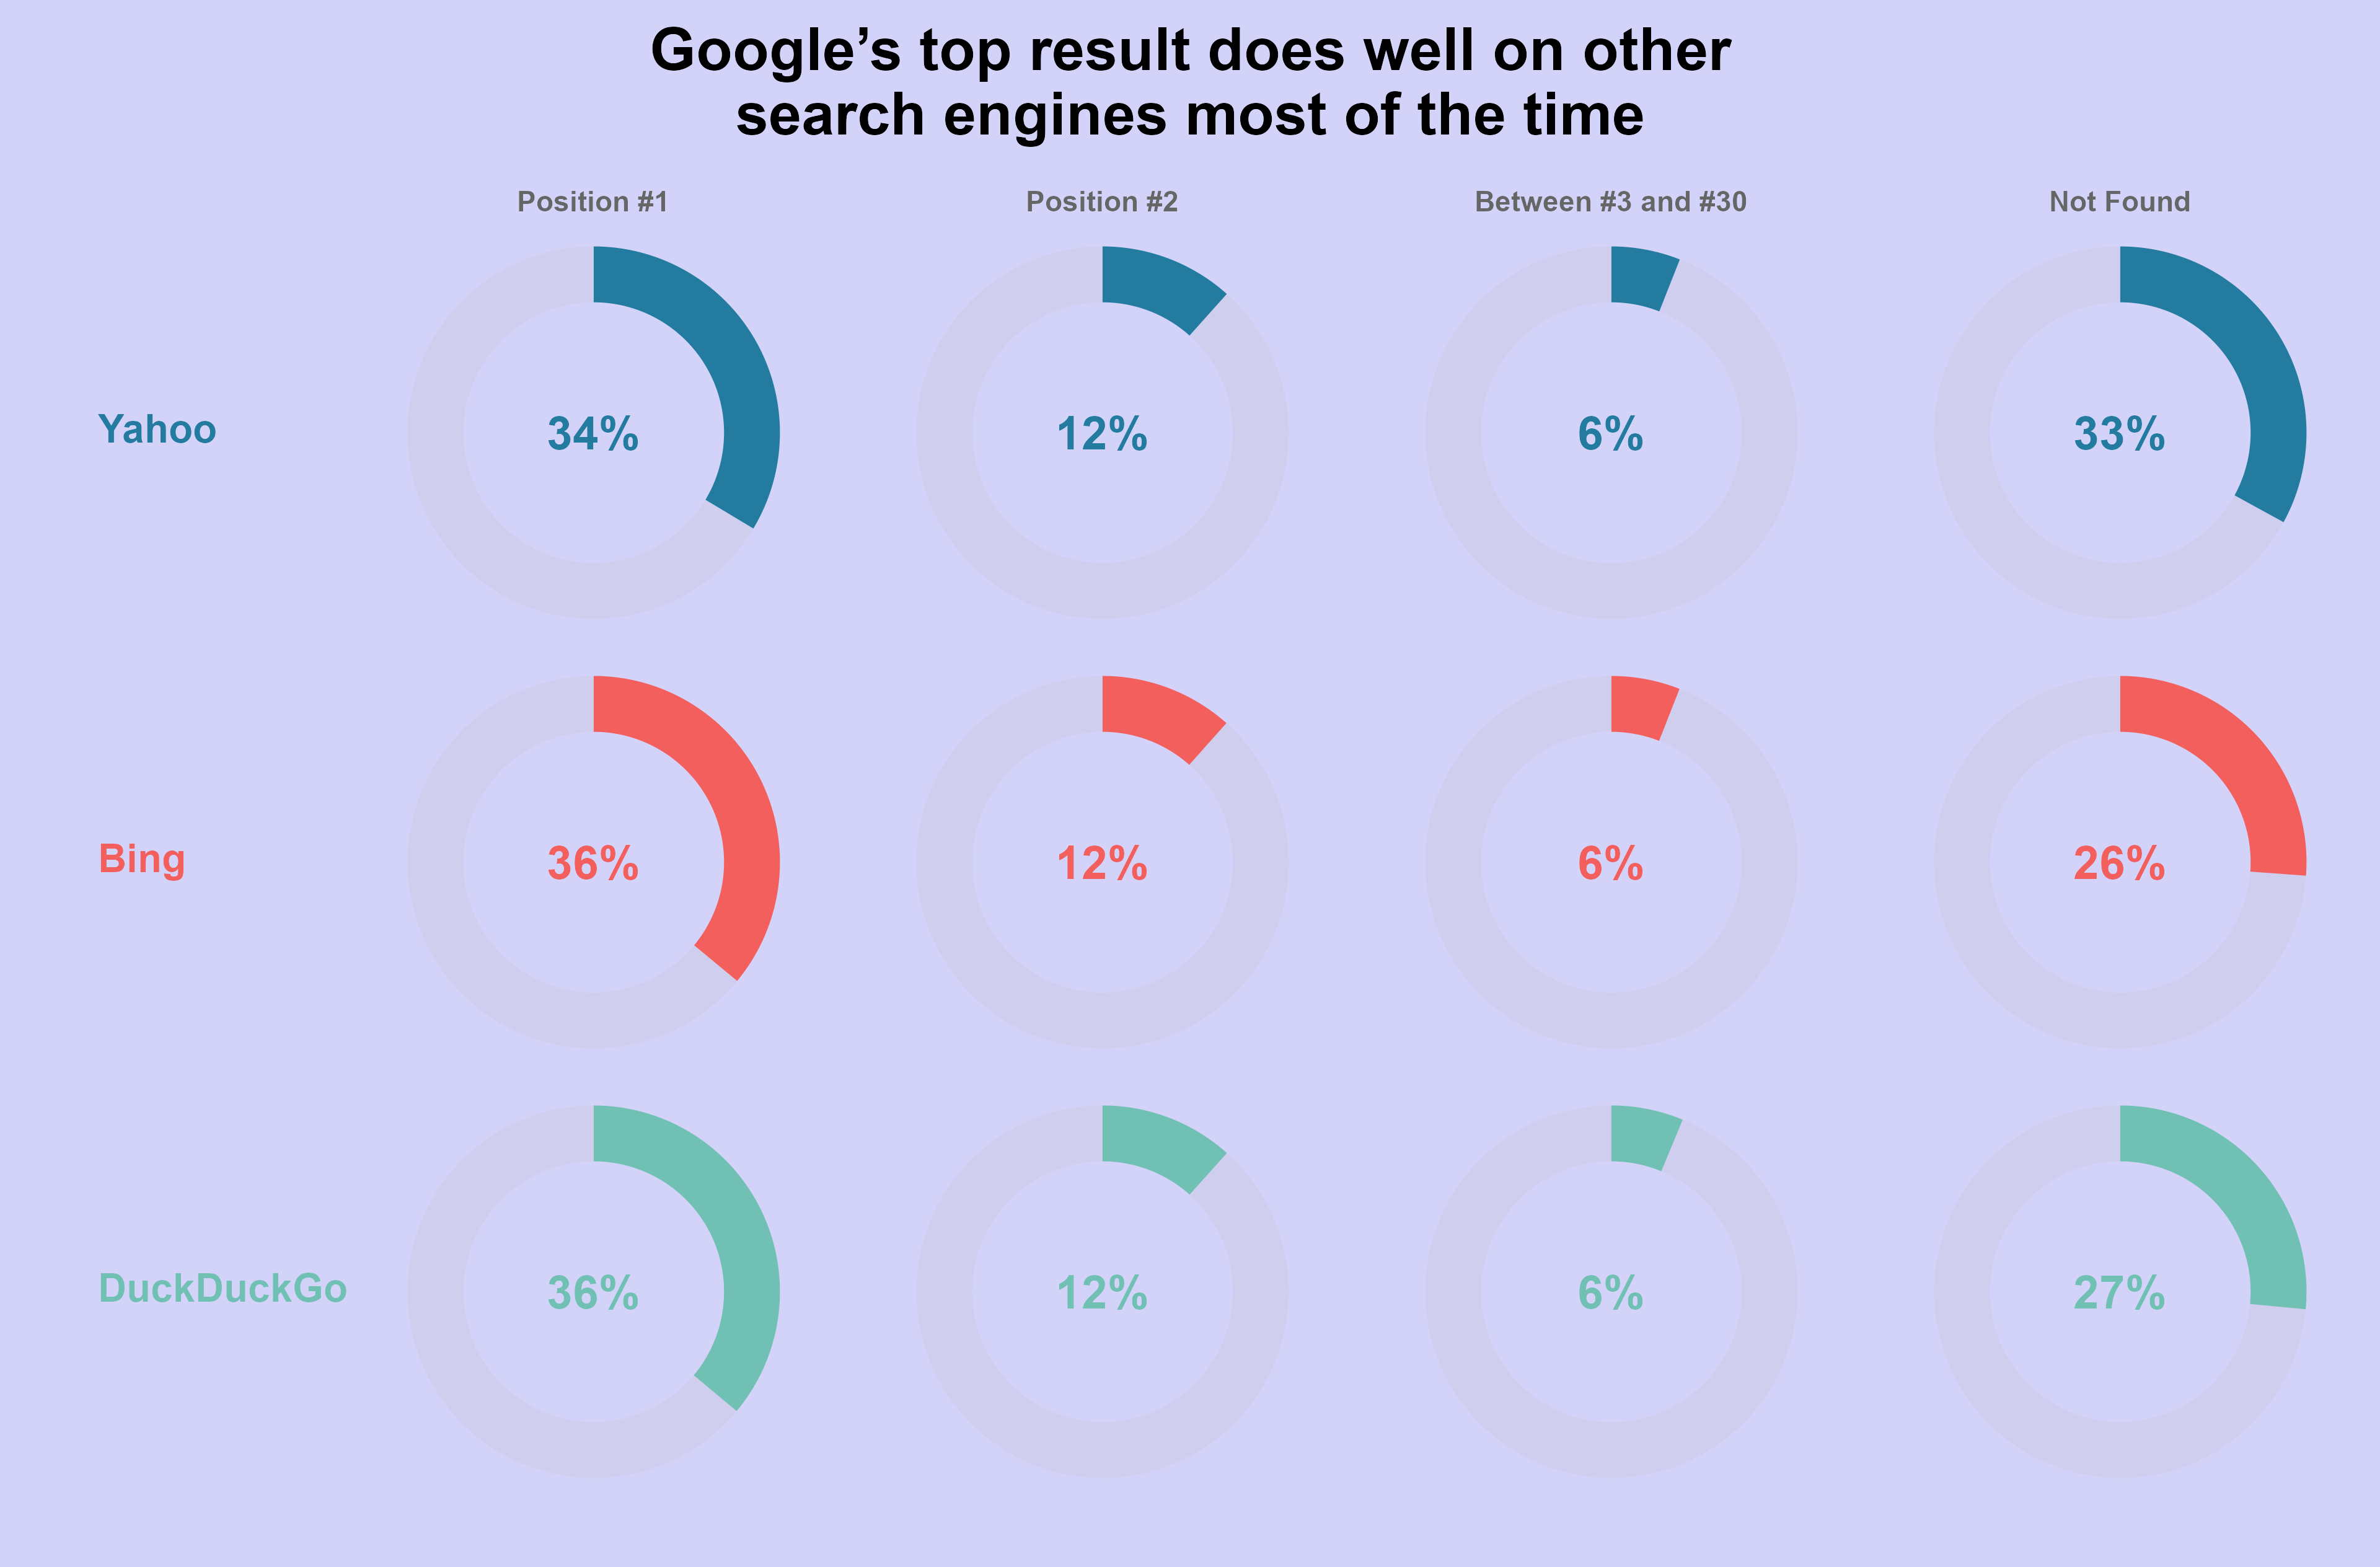 Google’s top result does well on other
search engines most of the time
Position #1
Position #2
Between #3 and #30
Not Found
Yahoo
34%
12%
6%
33%
Bing
36%
12%
6%
26%
DuckDuckGo
36%
12%
6%
27%